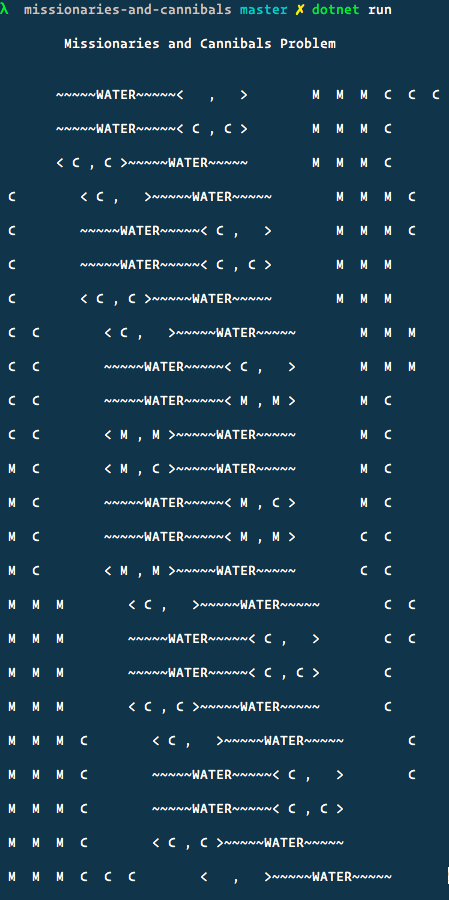 λ  missionaries-and-cannibals master ✗ dotnet run
       Missionaries and Cannibals Problem
      ~~~~~WATER~~~~~<   ,   >        M  M  M  C  C  C
      ~~~~~WATER~~~~~< C , C >        M  M  M  C
      < C , C >~~~~~WATER~~~~~        M  M  M  C
C        < C ,   >~~~~~WATER~~~~~        M  M  M  C
C        ~~~~~WATER~~~~~< C ,   >        M  M  M  C
C        ~~~~~WATER~~~~~< C , C >        M  M  M
C        < C , C >~~~~~WATER~~~~~        M  M  M
C  C        < C ,   >~~~~~WATER~~~~~        M  M  M
C  C        ~~~~~WATER~~~~~< C ,   >        M  M  M
C  C        ~~~~~WATER~~~~~< M , M >        M  C
C  C        < M , M >~~~~~WATER~~~~~        M  C
M  C        < M , C >~~~~~WATER~~~~~        M  C
M  C        ~~~~~WATER~~~~~< M , C >        M  C
M  C        ~~~~~WATER~~~~~< M , M >        C  C
M  C        < M , M >~~~~~WATER~~~~~        C  C
M  M  M        < C ,   >~~~~~WATER~~~~~        C  C
M  M  M        ~~~~~WATER~~~~~< C ,   >        C  C
M  M  M        ~~~~~WATER~~~~~< C , C >        C
M  M  M        < C , C >~~~~~WATER~~~~~        C
M  M  M  C        < C ,   >~~~~~WATER~~~~~        C
M  M  M  C        ~~~~~WATER~~~~~< C ,   >        C
M  M  M  C        ~~~~~WATER~~~~~< C , C >
M  M  M  C        < C , C >~~~~~WATER~~~~~
M  M  M  C  C  C        <   ,   >~~~~~WATER~~~~~